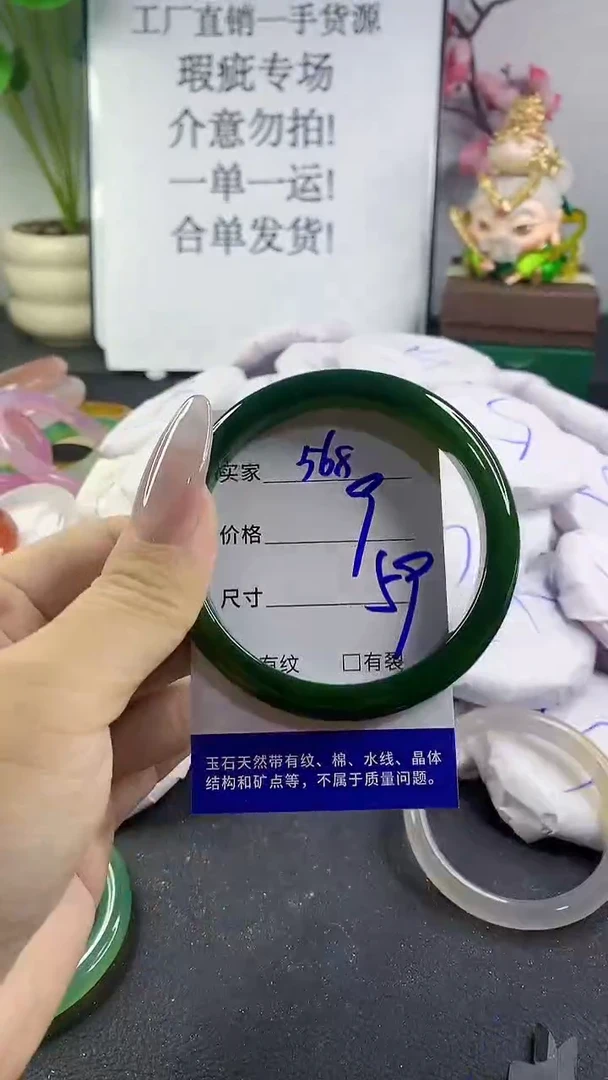 工厂直销一手货源
瑕疵专场
介意勿拍!
一单一运!
合单发货!
卖家 568
价格 9
尺寸 59
有纹 □有裂
玉石天然带有纹、棉、水线、晶体
结构和矿点等，不属于质量问题。